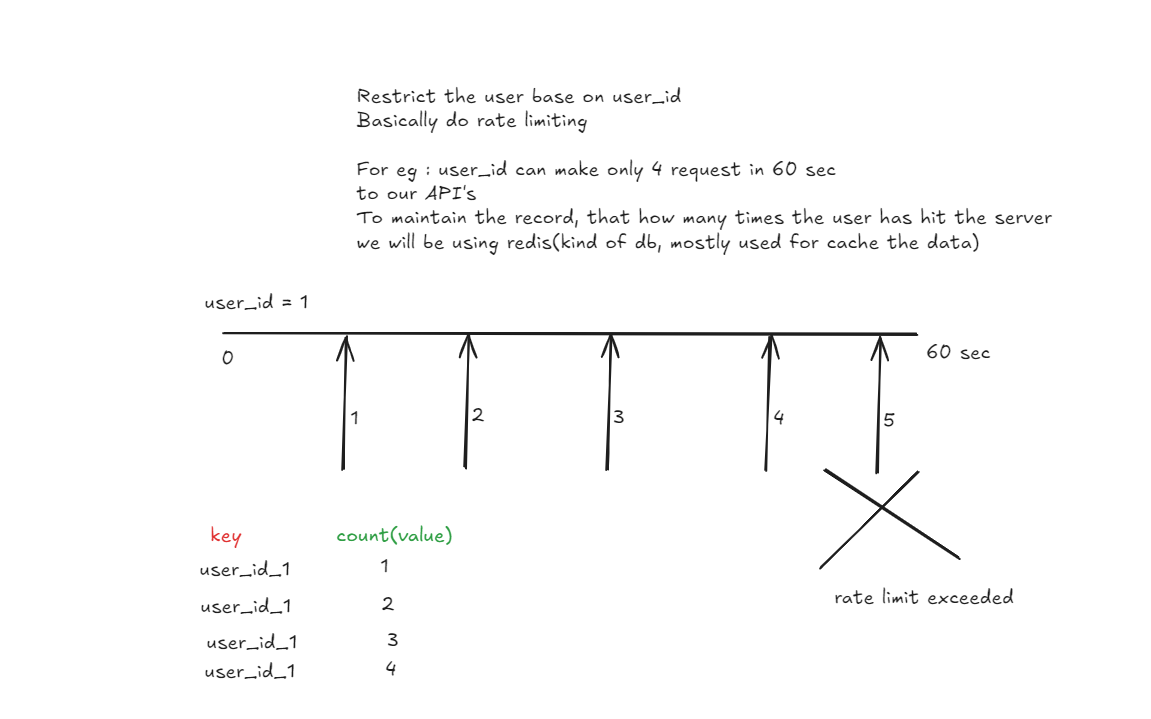 Restrict the user base on user_id
Basically do rate limiting
For eg : user_id can make only 4 request in 60 sec
to our API's
To maintain the record, that how many times the user has hit the server
we will be using redis(kind of db, mostly used for cache the data)
user_id = 1
0
60 sec
1
2
3
4
5
key count(value)
user_id_1 1
user_id_1 2
user_id_1 3
user_id_1 4
rate limit exceeded